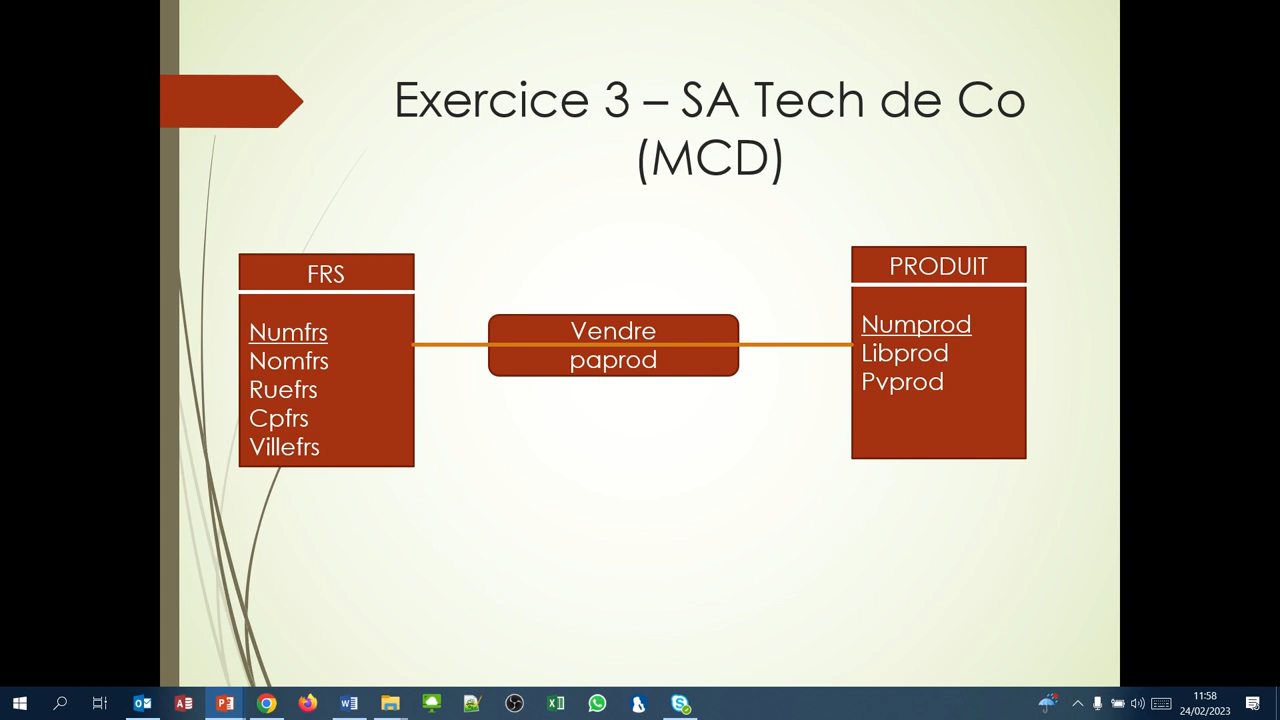 Exercice 3 – SA Tech de Co
(MCD)
FRS
Numfrs
Nomfrs
Ruefrs
Cpfrs
Villefrs
Vendre
paprod
PRODUIT
Numprod
Libprod
Pvprod
11:58
24/02/2023